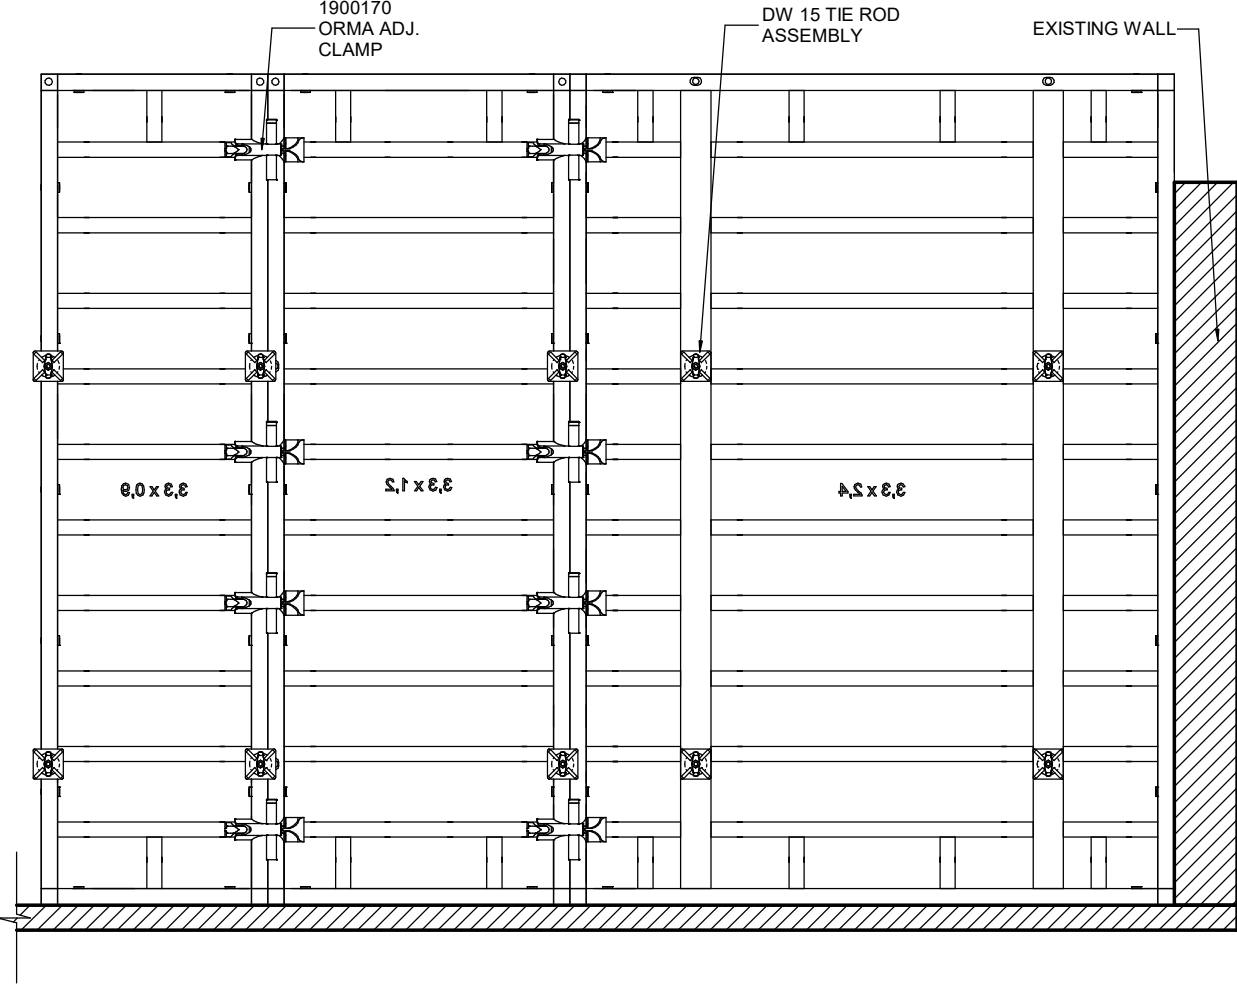 1900170
ORMA ADJ.
CLAMP
DW 15 TIE ROD
ASSEMBLY
EXISTING WALL
3,3 x 0,9
3,3 x 1,2
3,3 x 2,4